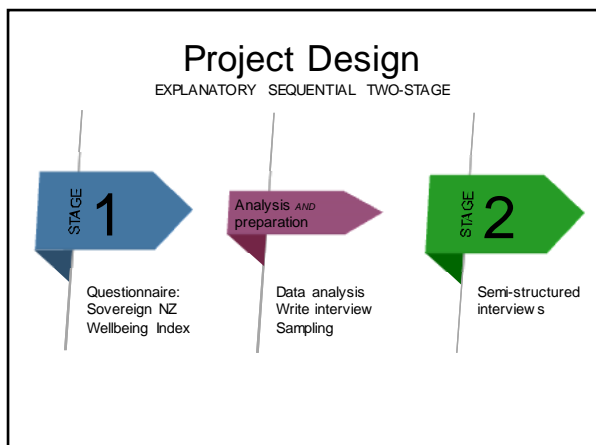 Project Design
EXPLANATORY SEQUENTIAL TWO-STAGE
STAGE 1
Analysis AND
preparation
STAGE 2
Questionnaire:
Sovereign NZ
Wellbeing Index
Data analysis
Write interview
Sampling
Semi-structured
interviews